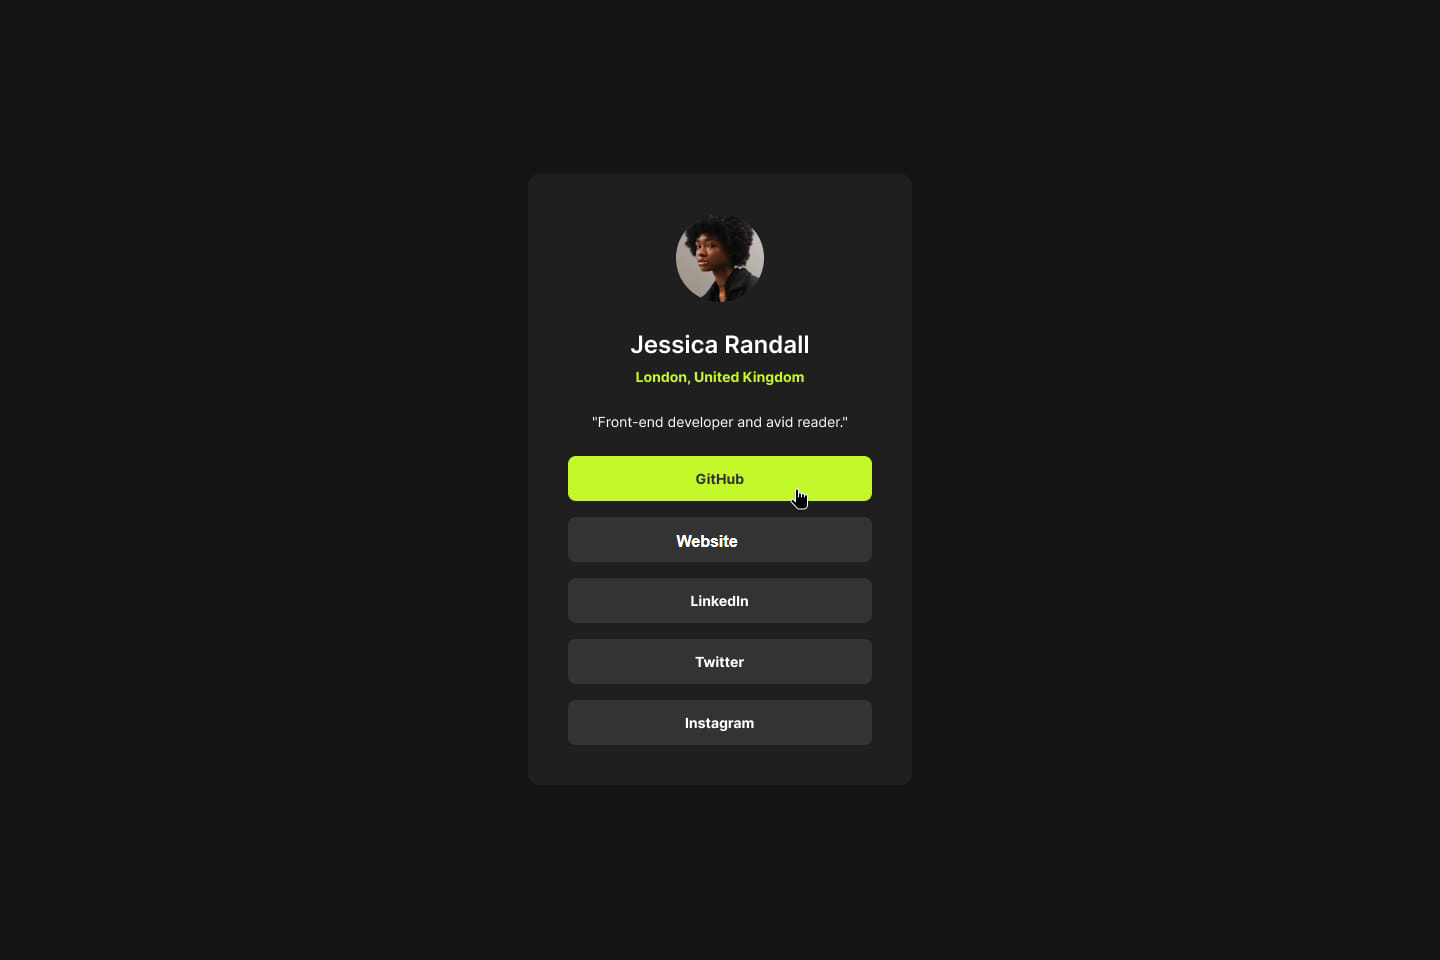 Jessica Randall
London, United Kingdom
"Front-end developer and avid reader."
GitHub
Website
LinkedIn
Twitter
Instagram